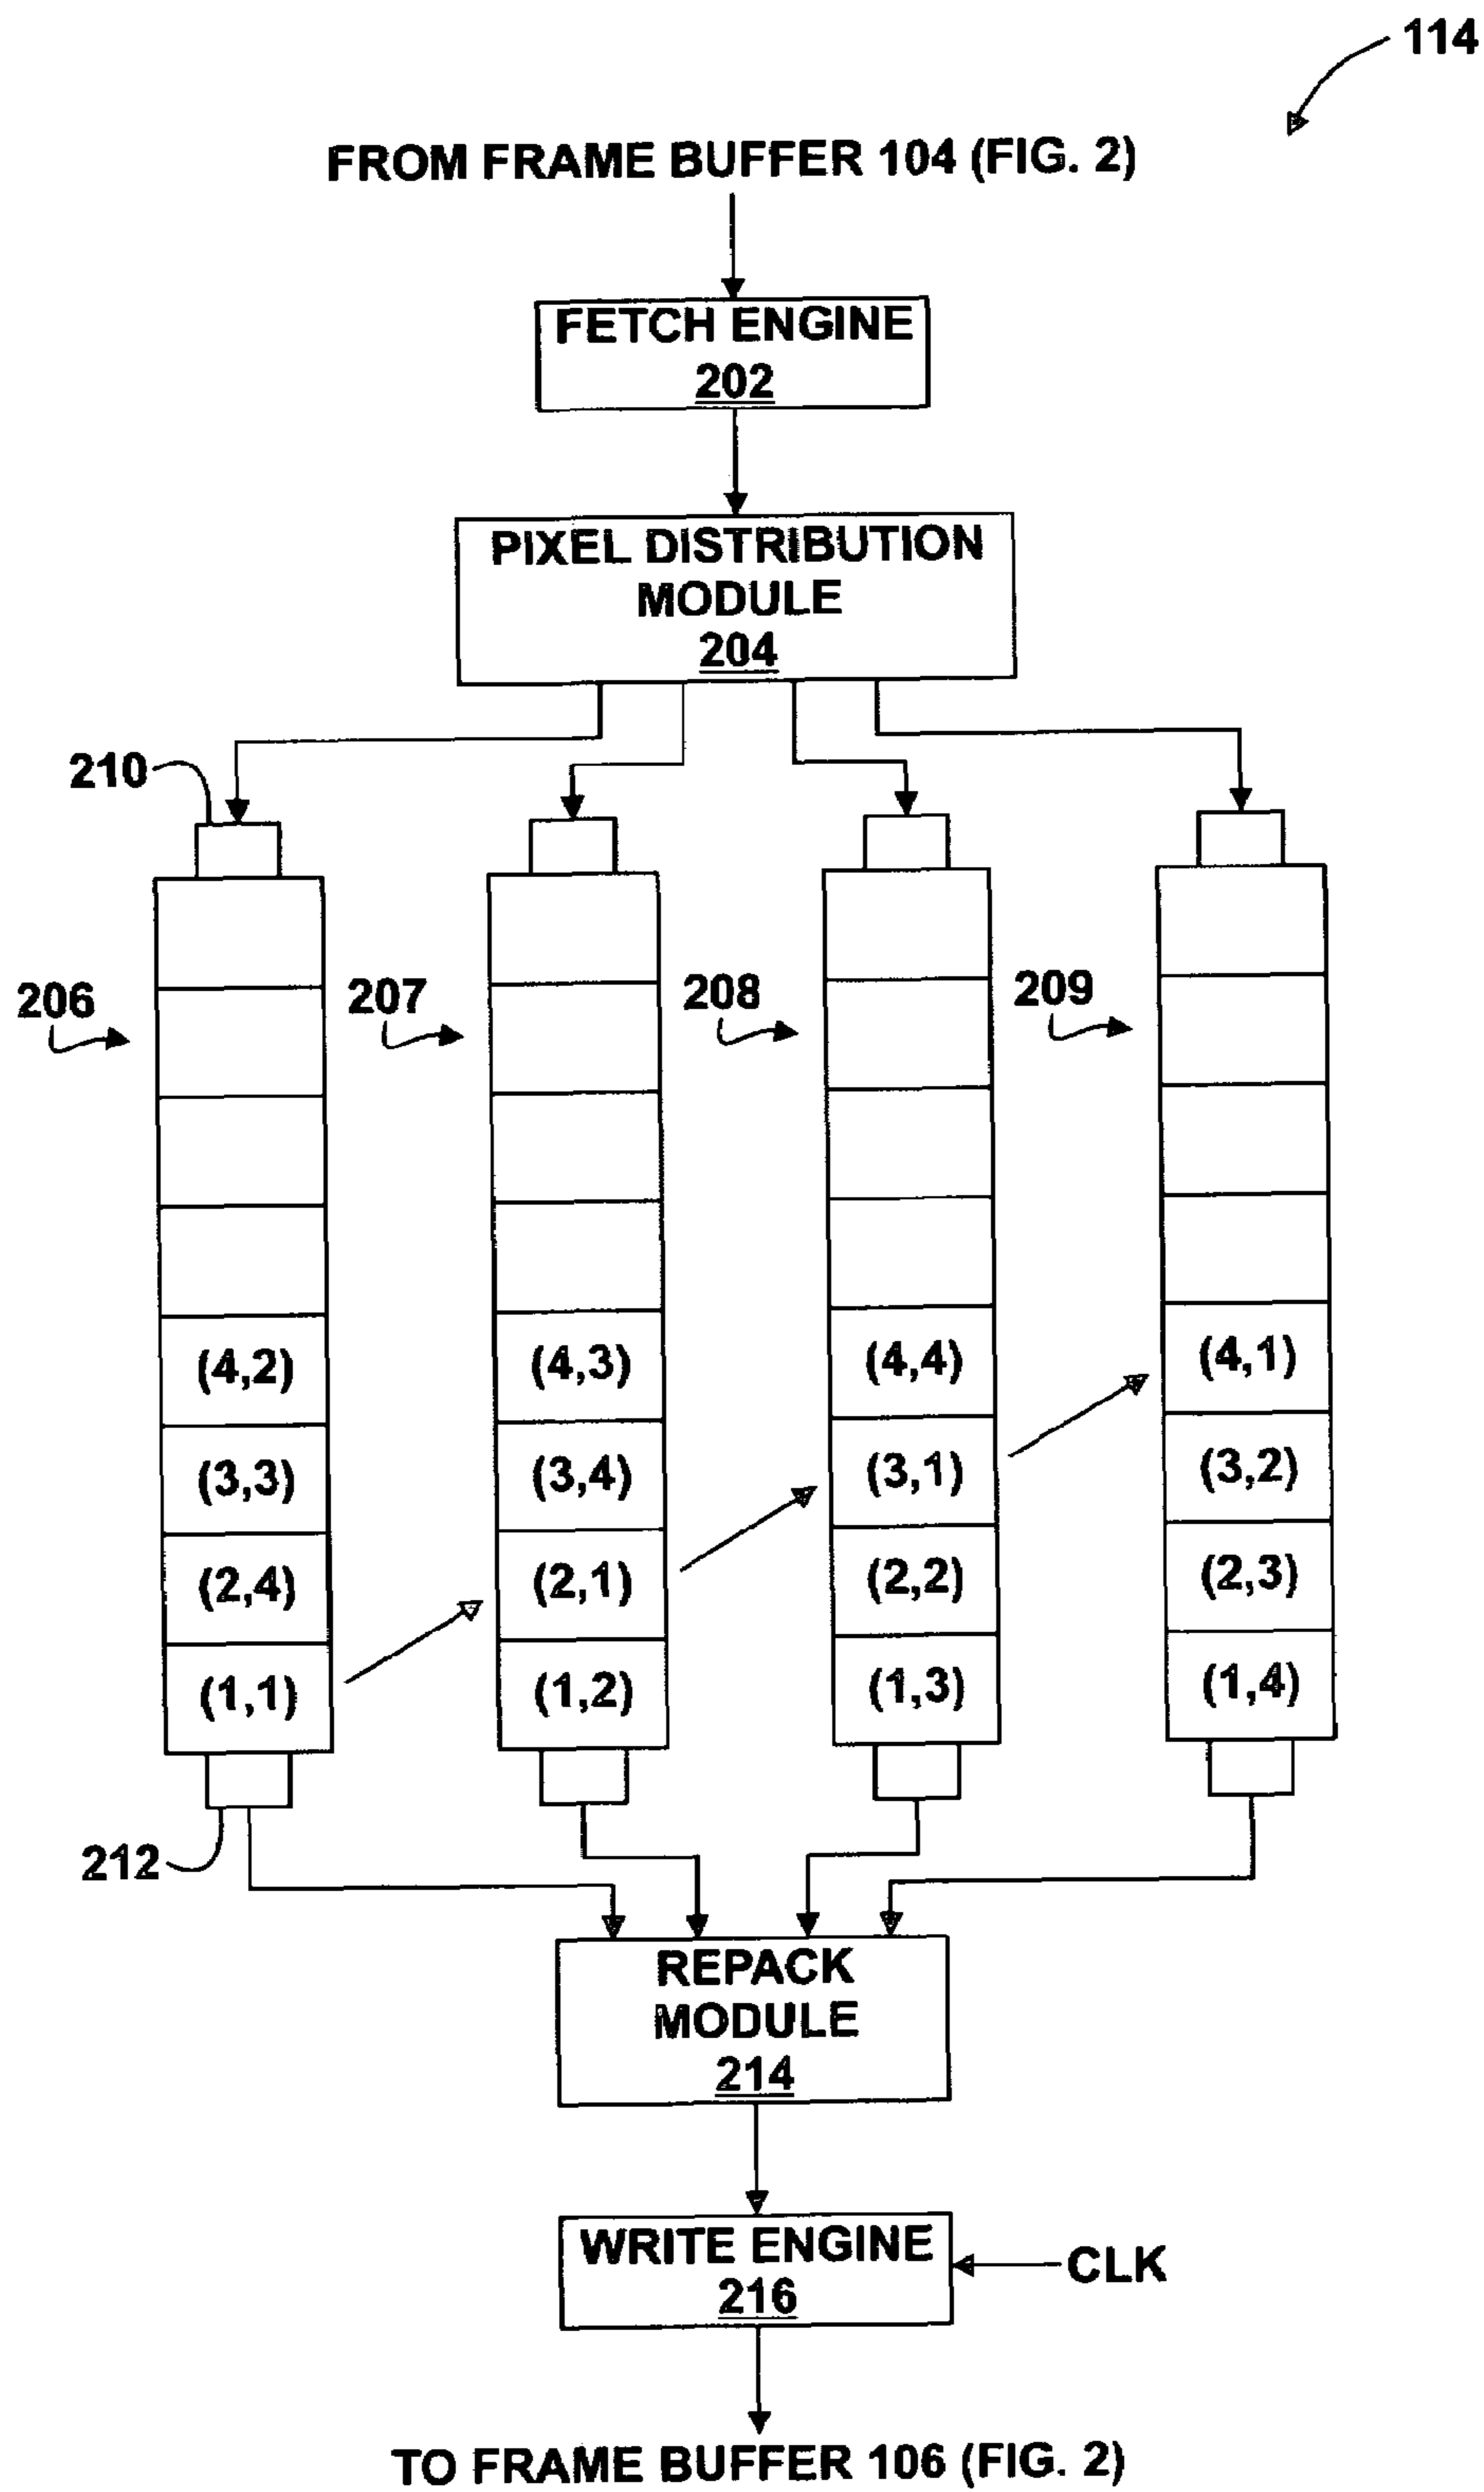 114
FROM FRAME BUFFER 104 (FIG. 2)
FETCH ENGINE
202
PIXEL DISTRIBUTION
MODULE
204
210
206
207
208
209
(4,2) (4,3) (4,4) (4,1)
(3,3) (3,4) (3,1) (3,2)
(2,4) (2,1) (2,2) (2,3)
(1,1) (1,2) (1,3) (1,4)
212
REPACK
MODULE
214
WRITE ENGINE
216
CLK
TO FRAME BUFFER 106 (FIG. 2)